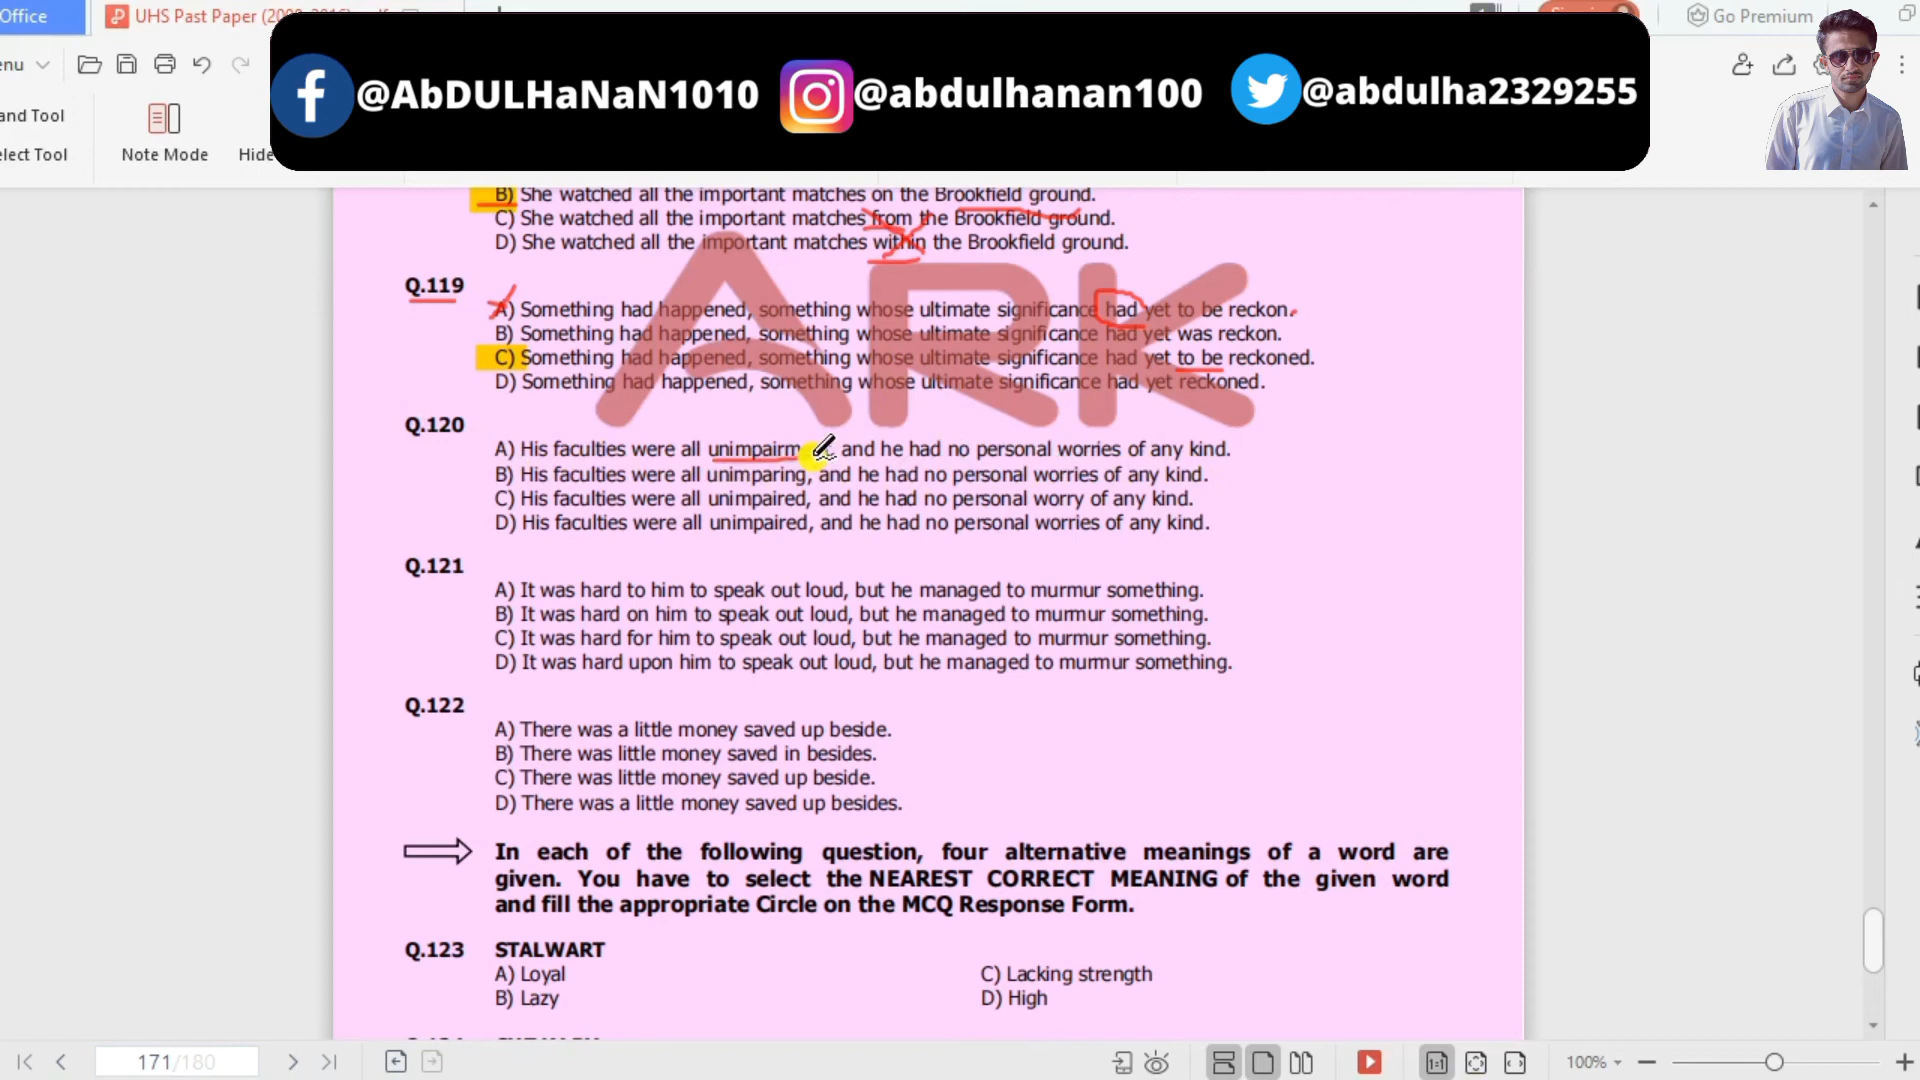 Office
UHS Past Paper
Go Premium
@AbDULHaNaN1010 @abdulhanan100 @abdulha2329255
enu
and Tool
elect Tool
Note Mode
Hide
B) She watched all the important matches on the Brookfield ground.
C) She watched all the important matches from the Brookfield ground.
D) She watched all the important matches within the Brookfield ground.
Q.119
A) Something had happened, something whose ultimate significance had yet to be reckon.
B) Something had happened, something whose ultimate significance had yet was reckon.
C) Something had happened, something whose ultimate significance had yet to be reckoned.
D) Something had happened, something whose ultimate significance had yet reckoned.
ARK
Q.120
A) His faculties were all unimpairm and he had no personal worries of any kind.
B) His faculties were all unimparing, and he had no personal worries of any kind.
C) His faculties were all unimpaired, and he had no personal worry of any kind.
D) His faculties were all unimpaired, and he had no personal worries of any kind.
Q.121
A) It was hard to him to speak out loud, but he managed to murmur something.
B) It was hard on him to speak out loud, but he managed to murmur something.
C) It was hard for him to speak out loud, but he managed to murmur something.
D) It was hard upon him to speak out loud, but he managed to murmur something.
Q.122
A) There was a little money saved up beside.
B) There was little money saved in besides.
C) There was little money saved up beside.
D) There was a little money saved up besides.
In each of the following question, four alternative meanings of a word are
given. You have to select the NEAREST CORRECT MEANING of the given word
and fill the appropriate Circle on the MCQ Response Form.
Q.123 STALWART
A) Loyal C) Lacking strength
B) Lazy D) High
171/180
100%